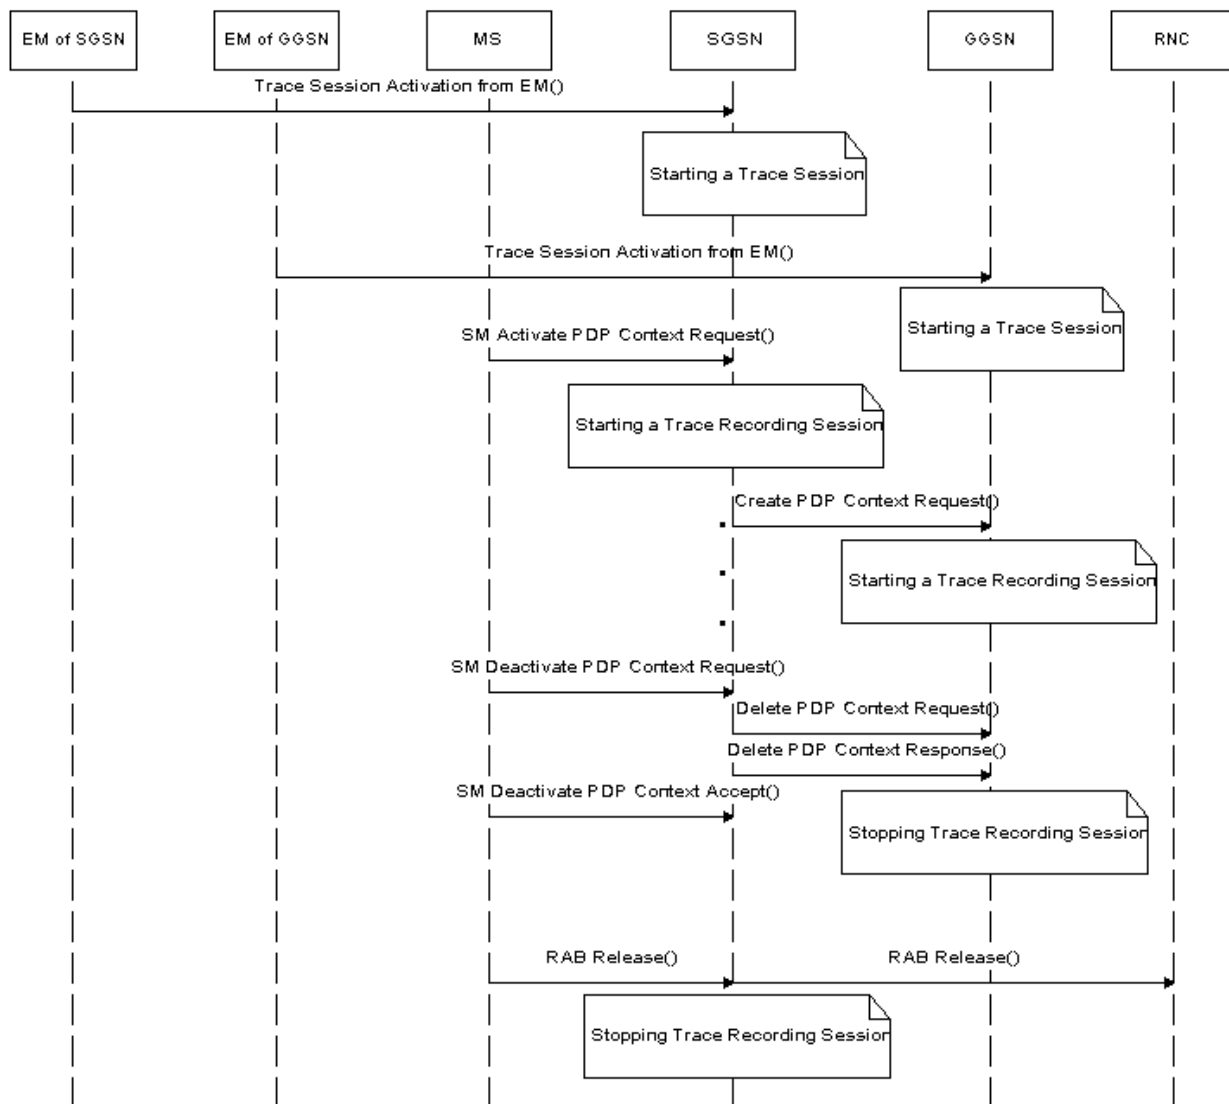 EM of SGSN
EM of GGSN
MS
SGSN
GGSN
RNC
Trace Session Activation from EM()
Starting a Trace Session
Trace Session Activation from EM()
Starting a Trace Session
SM Activate PDP Context Request()
Starting a Trace Recording Session
Create PDP Context Request()
Starting a Trace Recording Session
SM Deactivate PDP Context Request()
Delete PDP Context Request()
Delete PDP Context Response()
SM Deactivate PDP Context Accept()
Stopping Trace Recording Session
RAB Release()
RAB Release()
Stopping Trace Recording Session